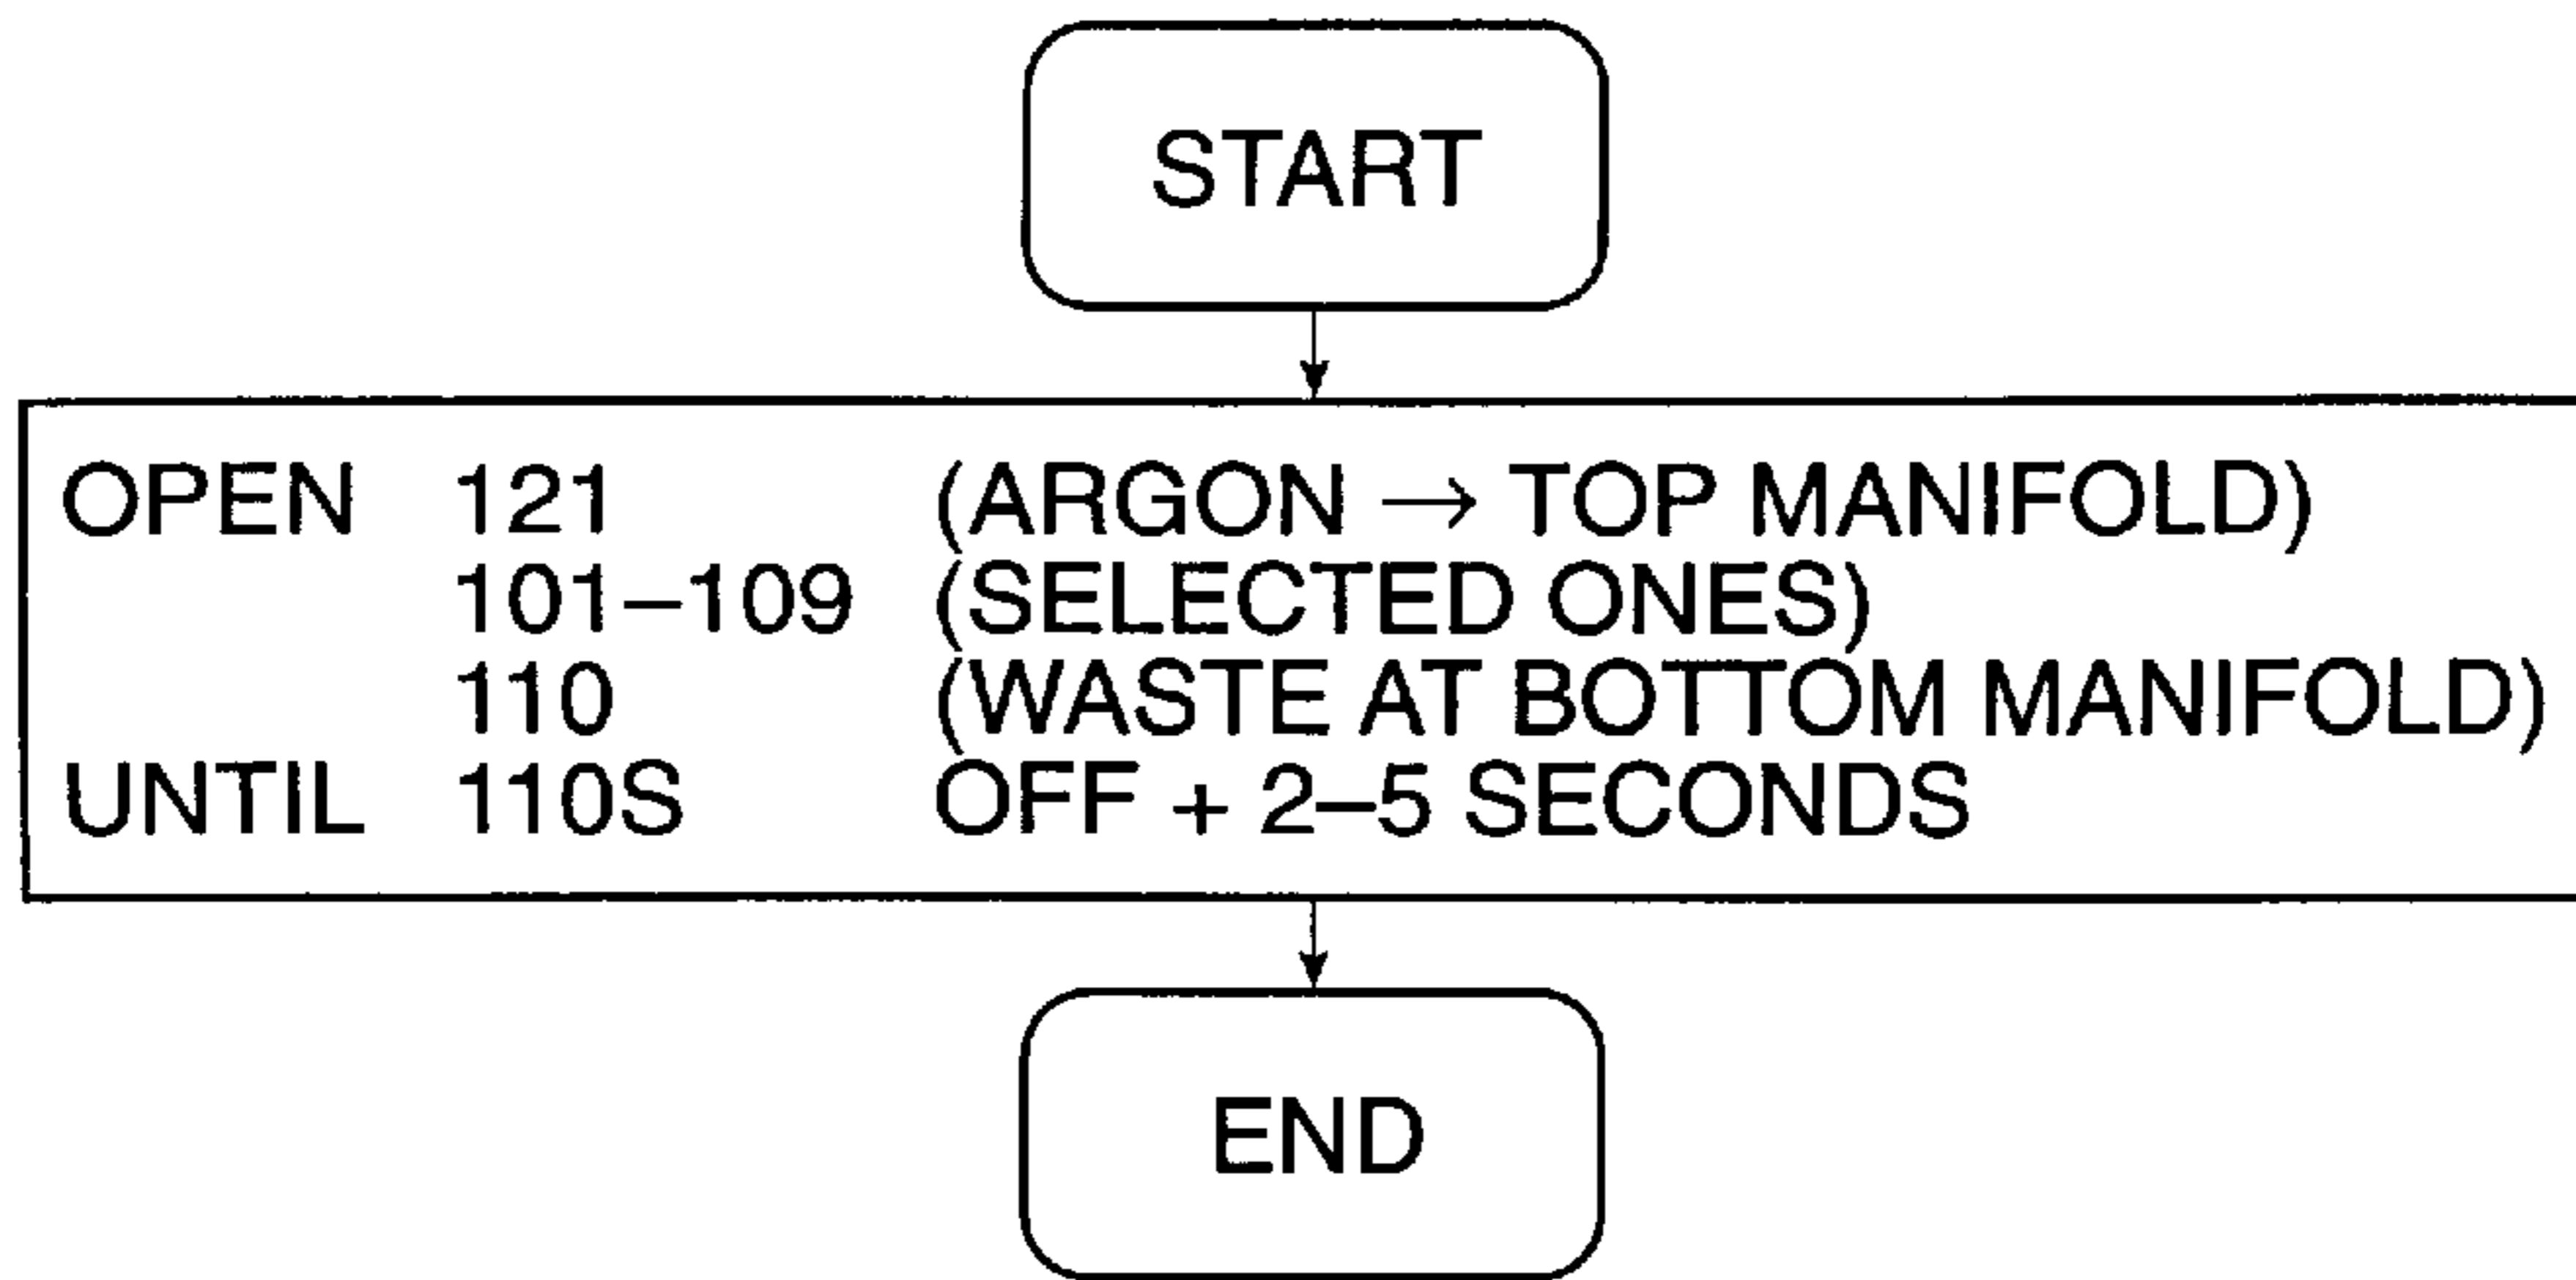 START
OPEN 121 (ARGON → TOP MANIFOLD)
101–109 (SELECTED ONES)
110 (WASTE AT BOTTOM MANIFOLD)
UNTIL 110S OFF + 2–5 SECONDS
END